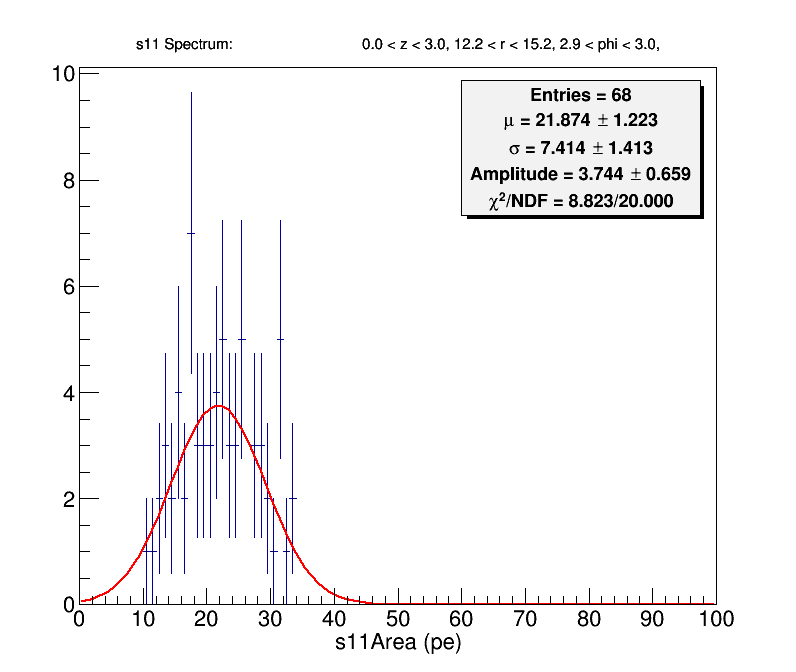 s11 Spectrum: 0.0 < z < 3.0, 12.2 < r < 15.2, 2.9 < phi < 3.0,
Entries = 68
μ = 21.874 ± 1.223
σ = 7.414 ± 1.413
Amplitude = 3.744 ± 0.659
χ²/NDF = 8.823/20.000
10
8
6
4
2
0
0 10 20 30 40 50 60 70 80 90 100
s11Area (pe)